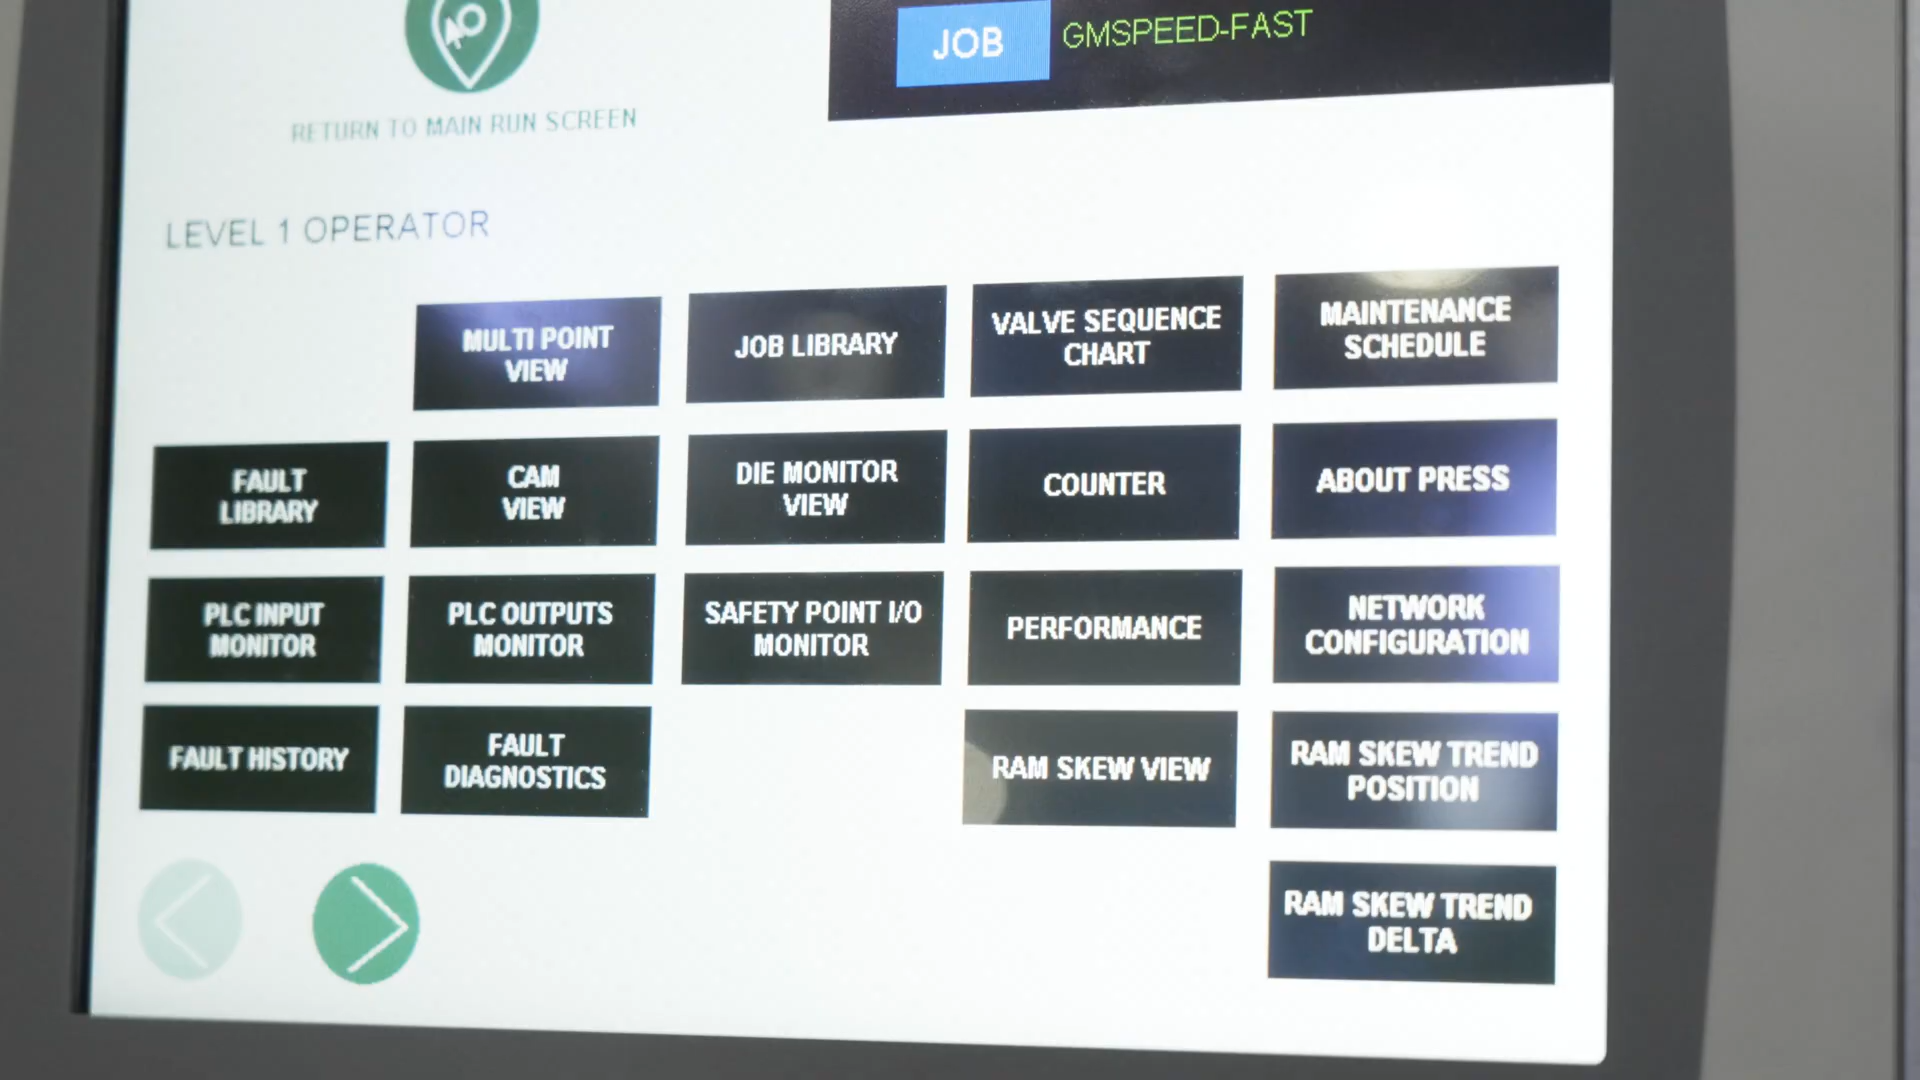 JOB
GMSPEED-FAST
RETURN TO MAIN RUN SCREEN
LEVEL 1 OPERATOR
MULTI POINT
VIEW
JOB LIBRARY
VALVE SEQUENCE
CHART
MAINTENANCE
SCHEDULE
FAULT
LIBRARY
CAM
VIEW
DIE MONITOR
VIEW
COUNTER
ABOUT PRESS
PLC INPUT
MONITOR
PLC OUTPUTS
MONITOR
SAFETY POINT I/O
MONITOR
PERFORMANCE
NETWORK
CONFIGURATION
FAULT HISTORY
FAULT
DIAGNOSTICS
RAM SKEW VIEW
RAM SKEW TREND
POSITION
RAM SKEW TREND
DELTA